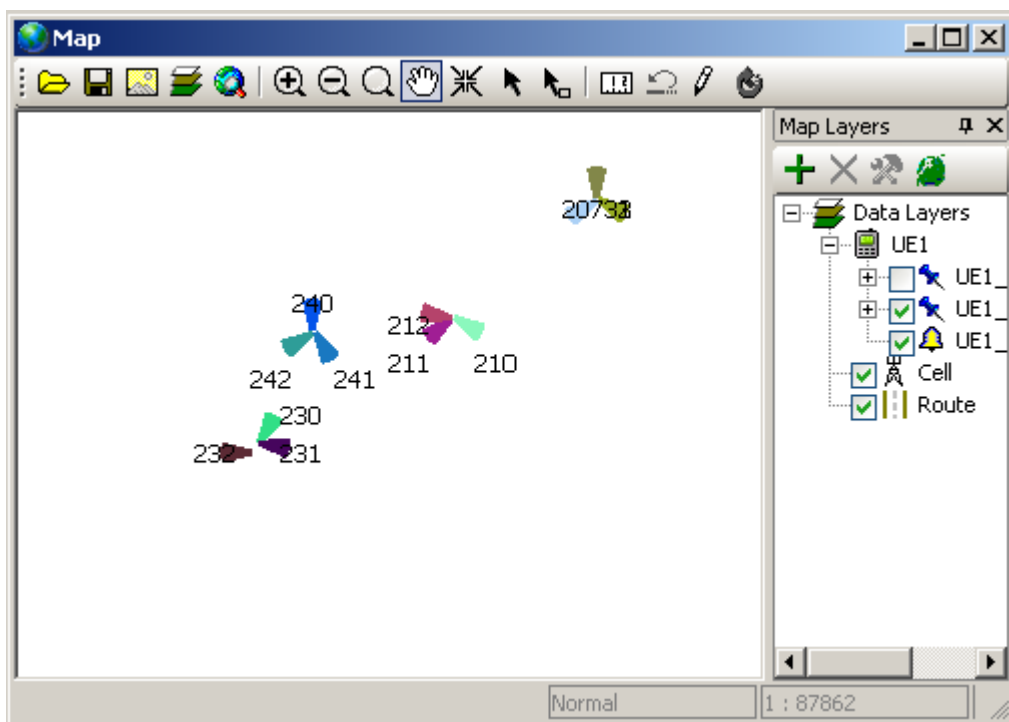 Map
Map Layers
Data Layers
UE1
UE1_
UE1_
UE1_
Cell
Route
240
212
242
241
211
210
230
232
231
Normal
1 : 87862